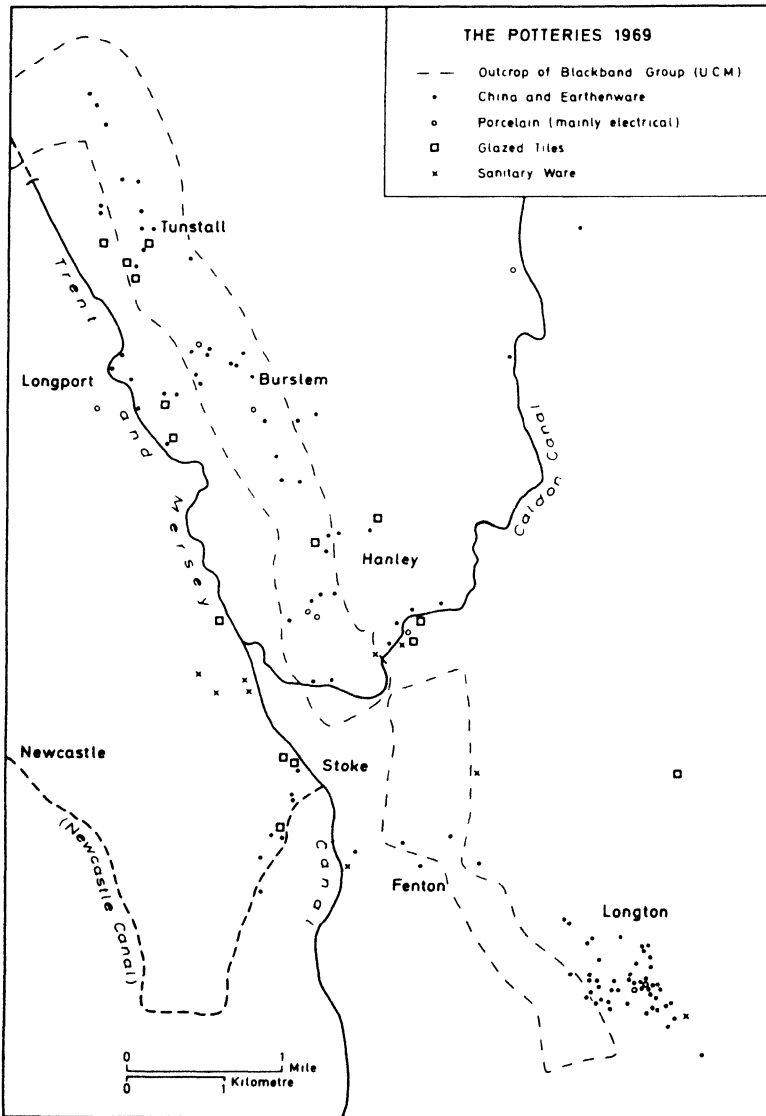 THE POTTERIES 1969
Outcrop of Blackband Group (UCM)
China and Earthenware
Porcelain (mainly electrical)
Glazed Tiles
Sanitary Ware
Tunstall
Trent and Mersey Canal
Longport
Burslem
Caldon Canal
Hanley
Newcastle
Stoke
(Newcastle Canal)
Fenton
Longton
0 1
Mile
Kilometre
0 1